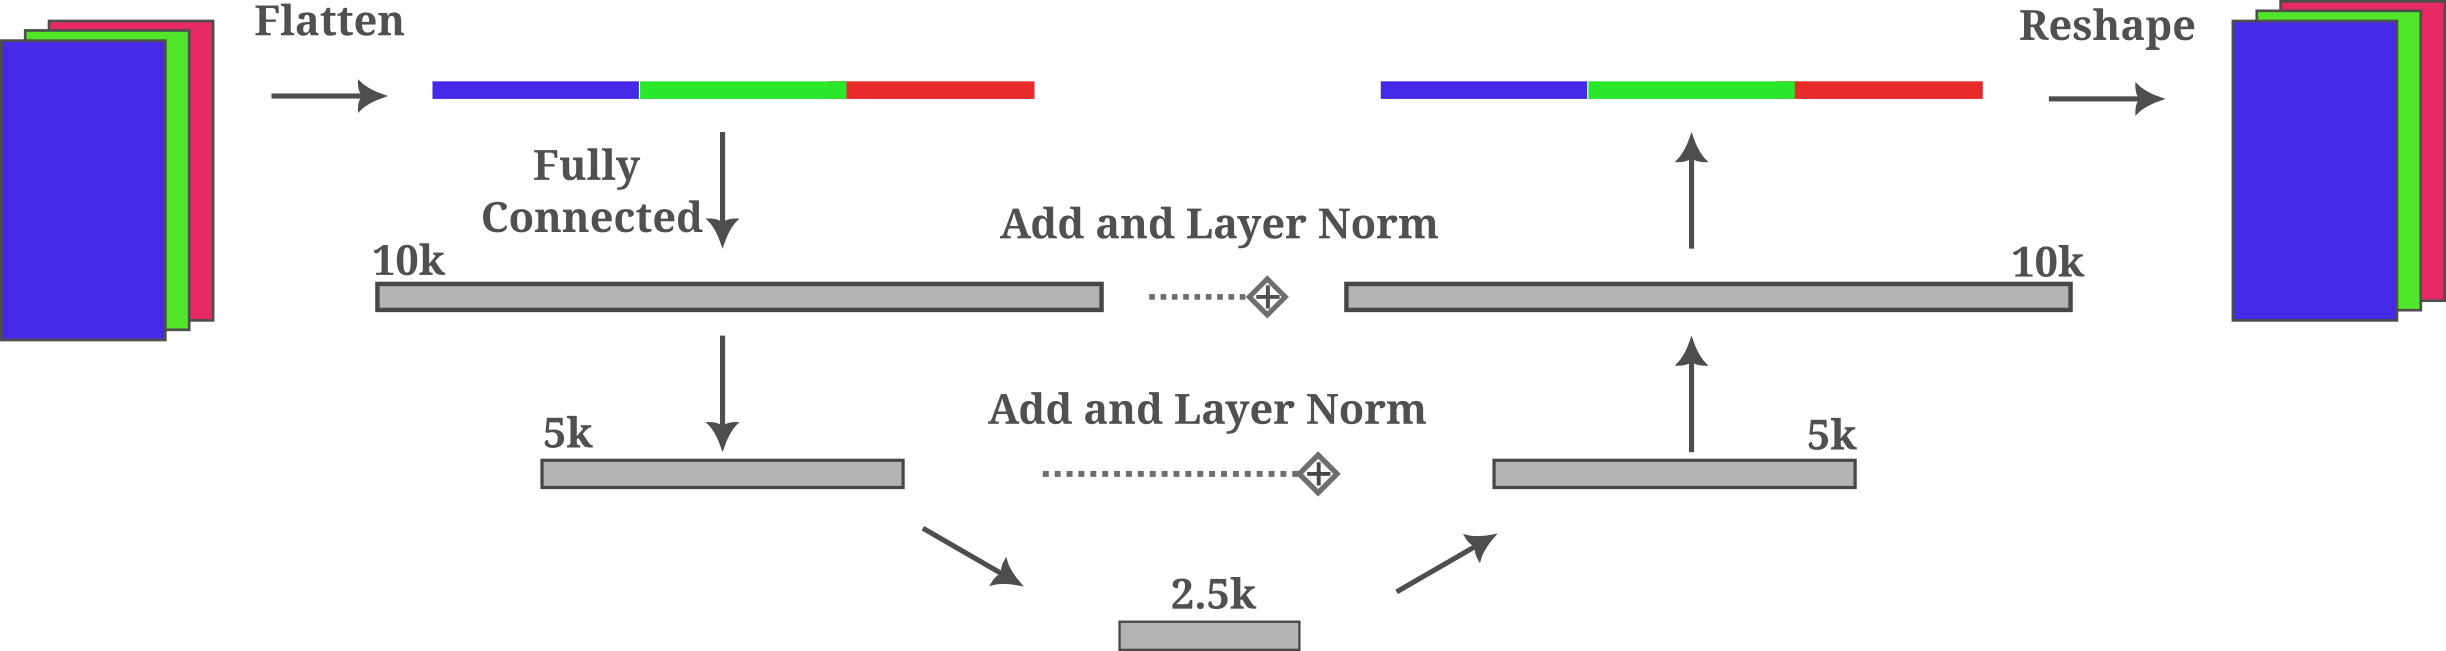 Flatten
Reshape
Fully
Connected
Add and Layer Norm
10k
10k
Add and Layer Norm
5k
5k
2.5k